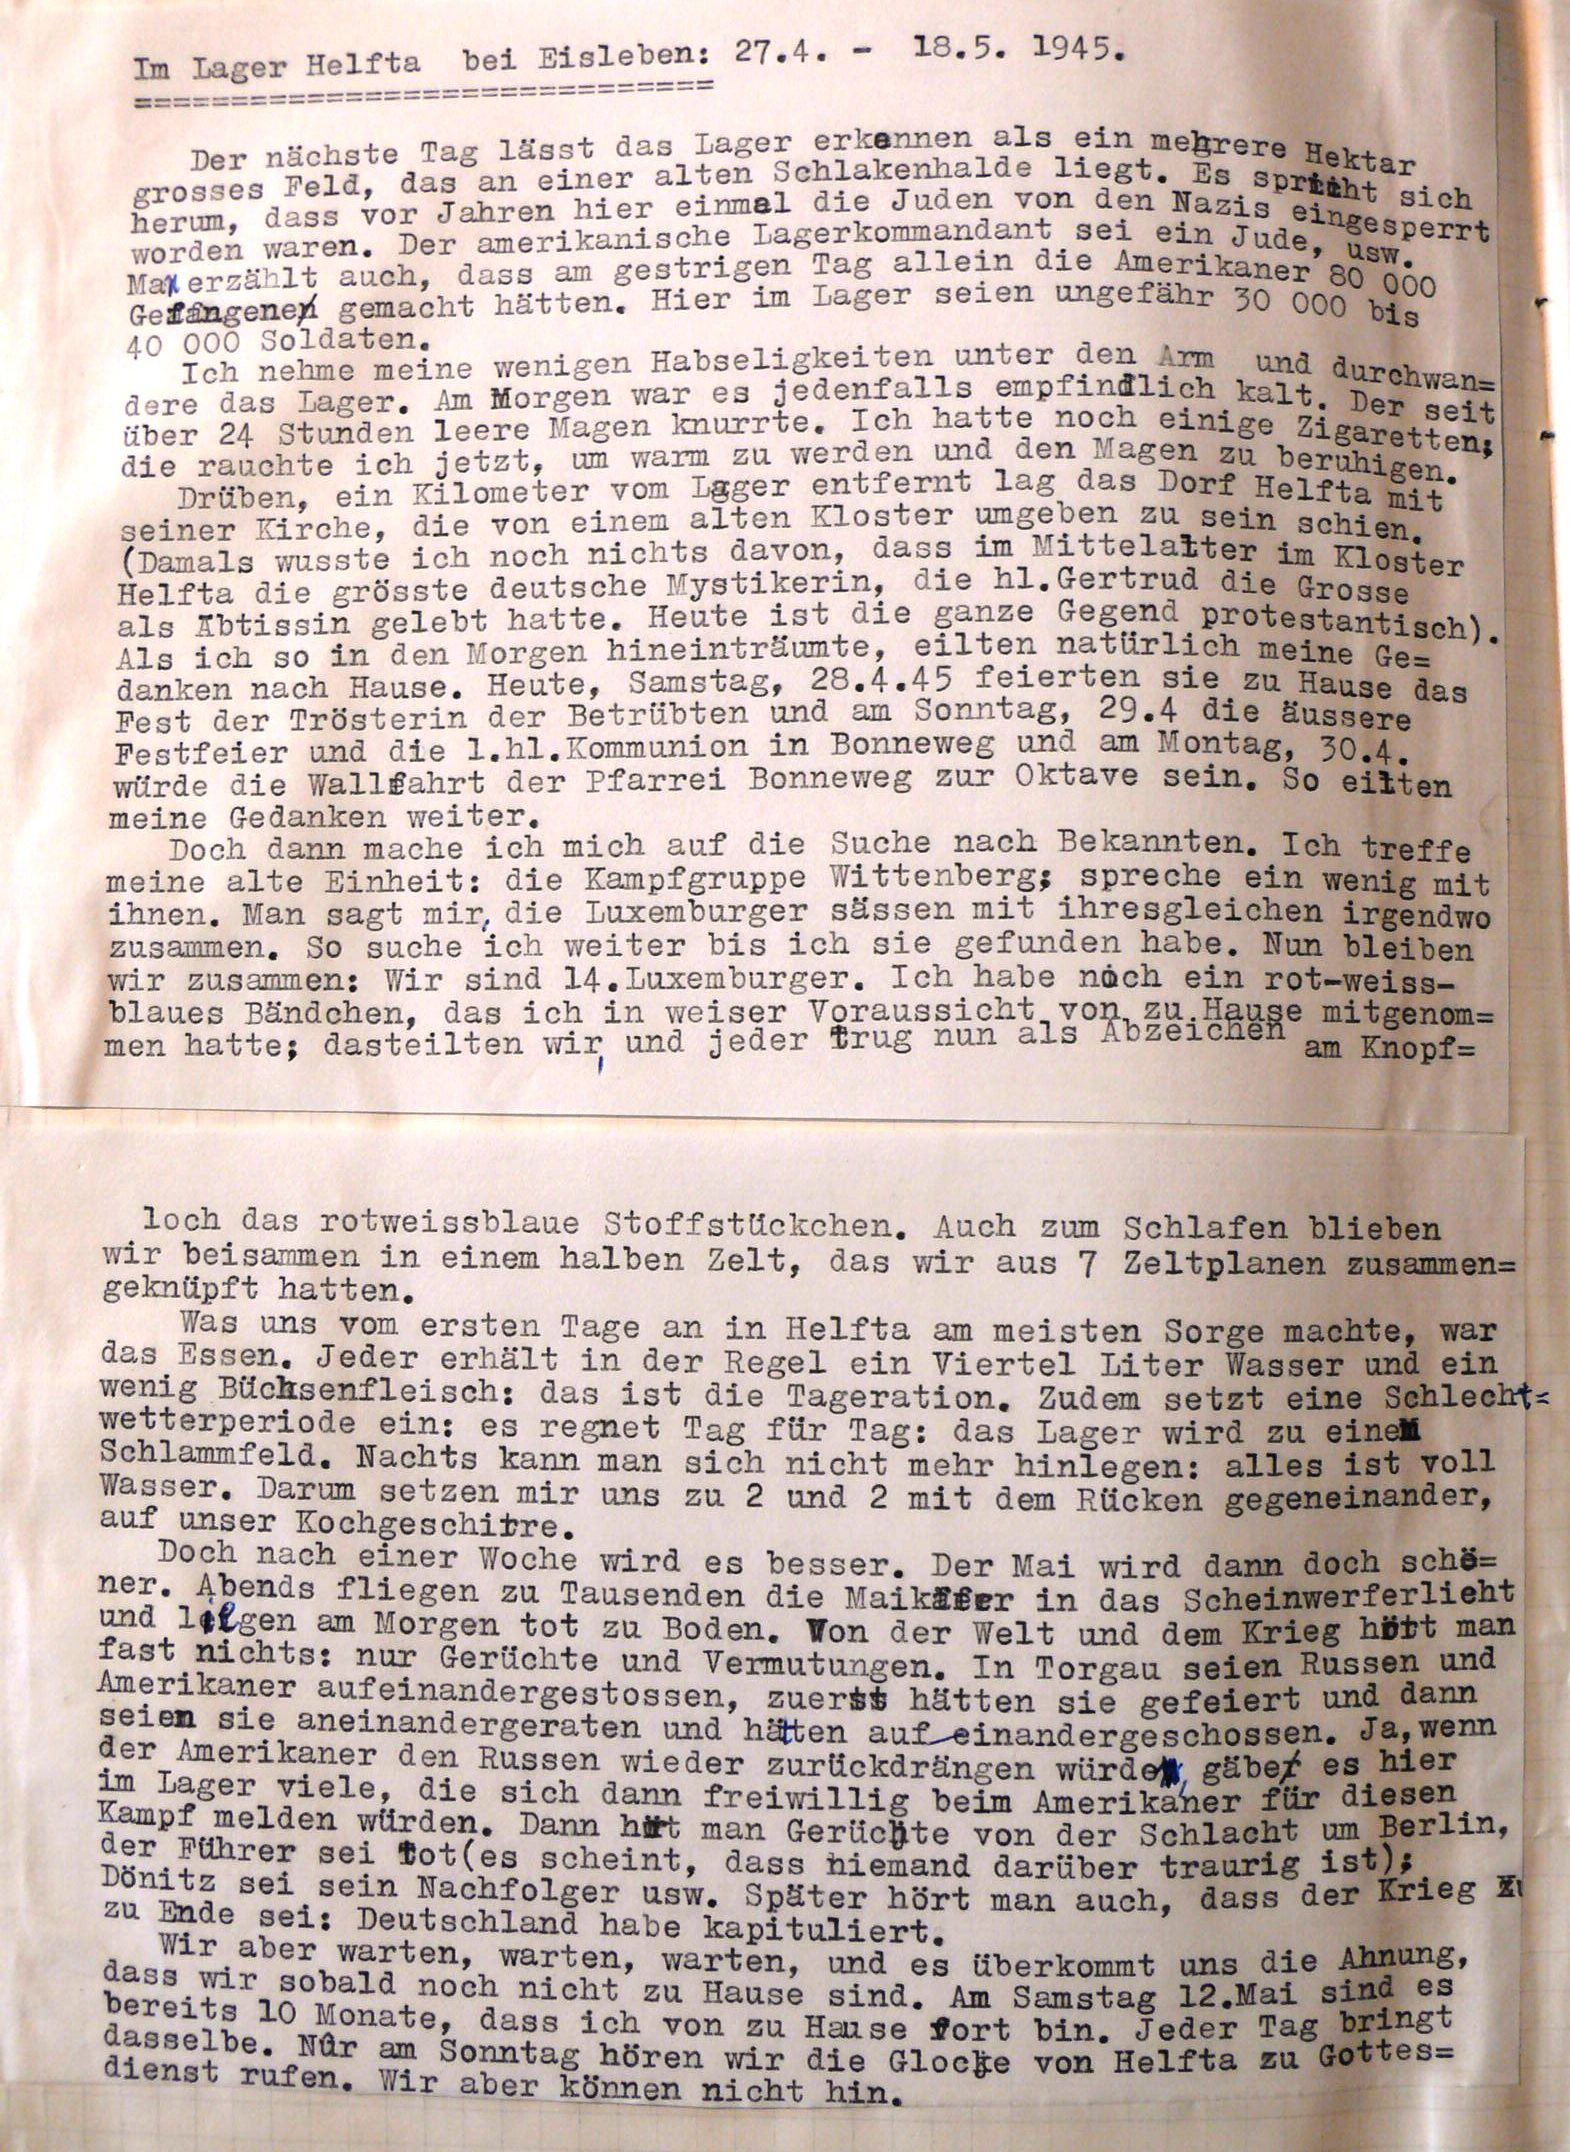 Im Lager Helfta bei Eisleben: 27.4. - 18.5. 1945.
==============================
Der nächste Tag lässt das Lager erkennen als ein mehrere Hektar
grosses Feld, das an einer alten Schlakenhalde liegt. Es spricht sich
herum, dass vor Jahren hier einmal die Juden von den Nazis eingesperrt
worden waren. Der amerikanische Lagerkommandant sei ein Jude, usw.
Man erzählt auch, dass am gestrigen Tag allein die Amerikaner 80 000
Gefangene gemacht hätten. Hier im Lager seien ungefähr 30 000 bis
40 000 Soldaten.
Ich nehme meine wenigen Habseligkeiten unter den Arm und durchwan=
dere das Lager. Am Morgen war es jedenfalls empfindlich kalt. Der seit
über 24 Stunden leere Magen knurrte. Ich hatte noch einige Zigaretten;
die rauchte ich jetzt, um warm zu werden und den Magen zu beruhigen.
Drüben, ein Kilometer vom Lager entfernt lag das Dorf Helfta mit
seiner Kirche, die von einem alten Kloster umgeben zu sein schien.
(Damals wusste ich noch nichts davon, dass im Mittelalter im Kloster
Helfta die grösste deutsche Mystikerin, die hl.Gertrud die Grosse
als Äbtissin gelebt hatte. Heute ist die ganze Gegend protestantisch).
Als ich so in den Morgen hineinträumte, eilten natürlich meine Ge=
danken nach Hause. Heute, Samstag, 28.4.45 feierten sie zu Hause das
Fest der Trösterin der Betrübten und am Sonntag, 29.4 die äussere
Festfeier und die 1.hl.Kommunion in Bonneweg und am Montag, 30.4.
würde die Wallfahrt der Pfarrei Bonneweg zur Oktave sein. So eilten
meine Gedanken weiter.
Doch dann mache ich mich auf die Suche nach Bekannten. Ich treffe
meine alte Einheit: die Kampfgruppe Wittenberg; spreche ein wenig mit
ihnen. Man sagt mir, die Luxemburger sässen mit ihresgleichen irgendwo
zusammen. So suche ich weiter bis ich sie gefunden habe. Nun bleiben
wir zusammen: Wir sind 14.Luxemburger. Ich habe noch ein rot-weiss-
blaues Bändchen, das ich in weiser Voraussicht von zu Hause mitgenom=
men hatte; dasteilten wir, und jeder trug nun als Abzeichen am Knopf=
loch das rotweissblaue Stoffstückchen. Auch zum Schlafen blieben
wir beisammen in einem halben Zelt, das wir aus 7 Zeltplanen zusammen=
geknüpft hatten.
Was uns vom ersten Tage an in Helfta am meisten Sorge machte, war
das Essen. Jeder erhält in der Regel ein Viertel Liter Wasser und ein
wenig Büchsenfleisch: das ist die Tageration. Zudem setzt eine Schlecht=
wetterperiode ein: es regnet Tag für Tag: das Lager wird zu einem
Schlammfeld. Nachts kann man sich nicht mehr hinlegen: alles ist voll
Wasser. Darum setzen mir uns zu 2 und 2 mit dem Rücken gegeneinander,
auf unser Kochgeschirre.
Doch nach einer Woche wird es besser. Der Mai wird dann doch schö=
ner. Abends fliegen zu Tausenden die Maikäfer in das Scheinwerferlieht
und liegen am Morgen tot zu Boden. Von der Welt und dem Krieg hört man
fast nichts: nur Gerüchte und Vermutungen. In Torgau seien Russen und
Amerikaner aufeinandergestossen, zuerst hätten sie gefeiert und dann
seien sie aneinandergeraten und hätten aufeinandergeschossen. Ja, wenn
der Amerikaner den Russen wieder zurückdrängen würde, gäbe es hier
im Lager viele, die sich dann freiwillig beim Amerikaner für diesen
Kampf melden würden. Dann hört man Gerüchte von der Schlacht um Berlin,
der Führer sei tot(es scheint, dass niemand darüber traurig ist);
Dönitz sei sein Nachfolger usw. Später hört man auch, dass der Krieg zu
zu Ende sei: Deutschland habe kapituliert.
Wir aber warten, warten, warten, und es überkommt uns die Ahnung,
dass wir sobald noch nicht zu Hause sind. Am Samstag 12.Mai sind es
bereits 10 Monate, dass ich von zu Hause fort bin. Jeder Tag bringt
dasselbe. Nur am Sonntag hören wir die Glocke von Helfta zu Gottes=
dienst rufen. Wir aber können nicht hin.